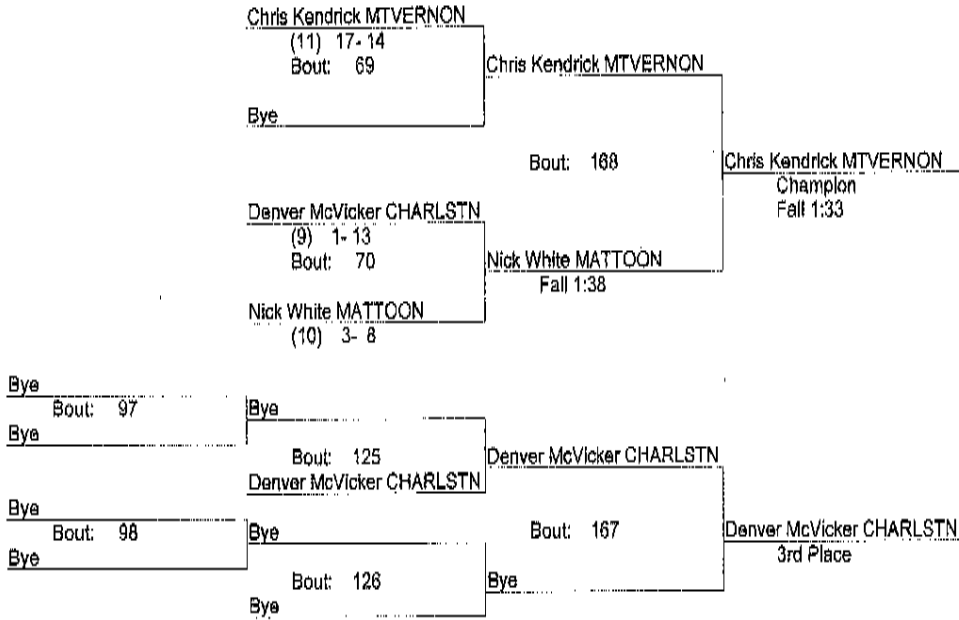 Chris Kendrick MTVERNON
(11) 17-14
Bout: 69
Chris Kendrick MTVERNON
Bye
Bout: 168
Chris Kendrick MTVERNON
Champion
Fall 1:33
Denver McVicker CHARLSTN
(9) 1-13
Bout: 70
Nick White MATTOON
Fall 1:38
Nick White MATTOON
(10) 3- 8
Bye
Bout: 97
Bye
Bye
Bout: 125
Denver McVicker CHARLSTN
Denver McVicker CHARLSTN
Bye
Bout: 98
Bye
Bout: 167
Denver McVicker CHARLSTN
3rd Place
Bye
Bout: 126
Bye
Bye